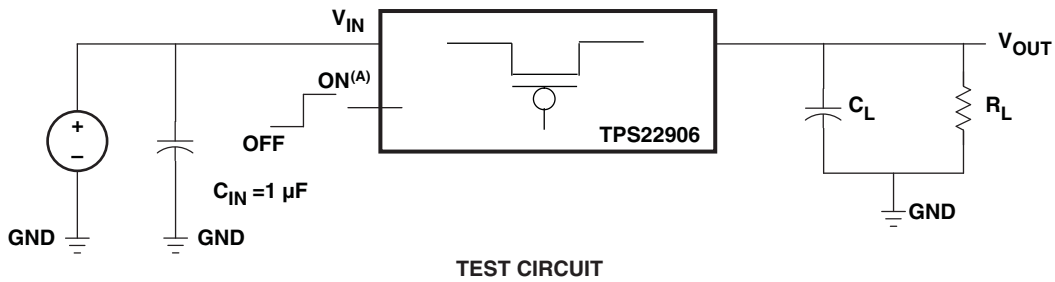 V_IN
V_OUT
ON(A)
+
–
OFF
TPS22906
C_L
R_L
C_IN =1 µF
GND
GND
GND
TEST CIRCUIT